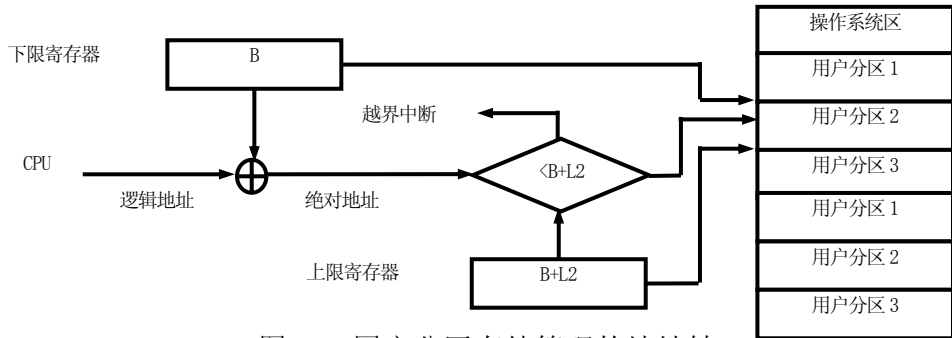 操作系统区
下限寄存器
B
用户分区 1
越界中断
用户分区 2
CPU
<B+L2
用户分区 3
逻辑地址
绝对地址
用户分区 1
上限寄存器
B+L2
用户分区 2
用户分区 3